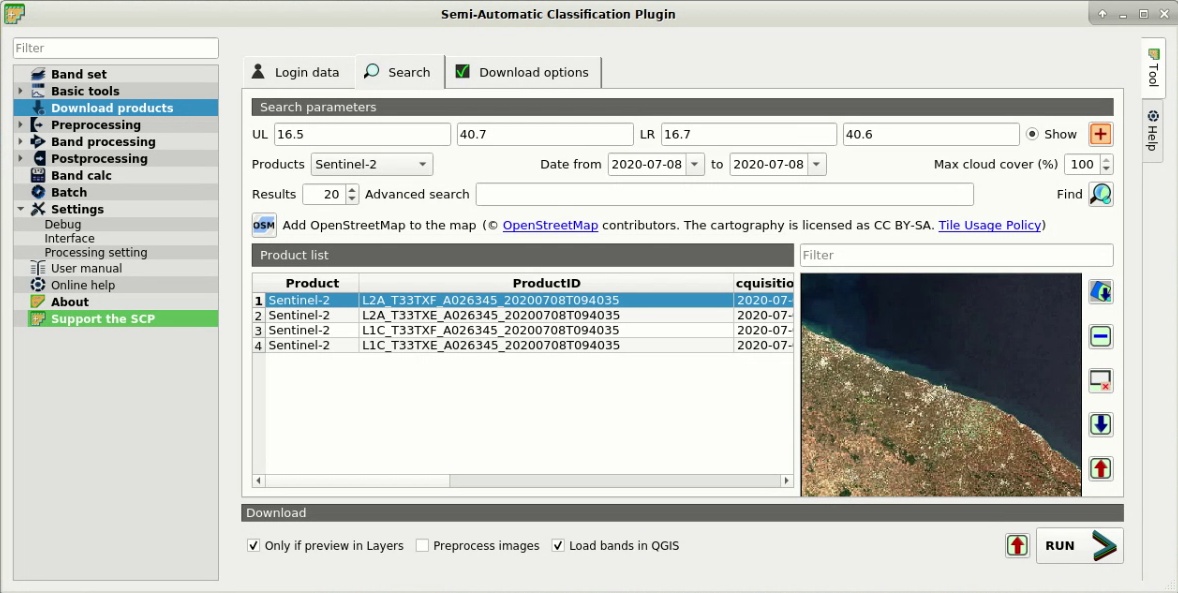 Semi-Automatic Classification Plugin
Filter
Band set
Basic tools
Download products
Preprocessing
Band processing
Postprocessing
Band calc
Batch
Settings
Debug
Interface
Processing setting
User manual
Online help
About
Support the SCP
Login data Search Download options
Search parameters
UL 16.5 40.7 LR 16.7 40.6 Show
Products Sentinel-2 Date from 2020-07-08 to 2020-07-08 Max cloud cover (%) 100
Results 20 Advanced search Find
OSM Add OpenStreetMap to the map (© OpenStreetMap contributors. The cartography is licensed as CC BY-SA. Tile Usage Policy)
Product list Filter
Product ProductID cquisitio
1 Sentinel-2 L2A_T33TXF_A026345_20200708T094035 2020-07-
2 Sentinel-2 L2A_T33TXE_A026345_20200708T094035 2020-07-
3 Sentinel-2 L1C_T33TXF_A026345_20200708T094035 2020-07-
4 Sentinel-2 L1C_T33TXE_A026345_20200708T094035 2020-07-
Download
Only if preview in Layers Preprocess images Load bands in QGIS RUN
Tool
Help